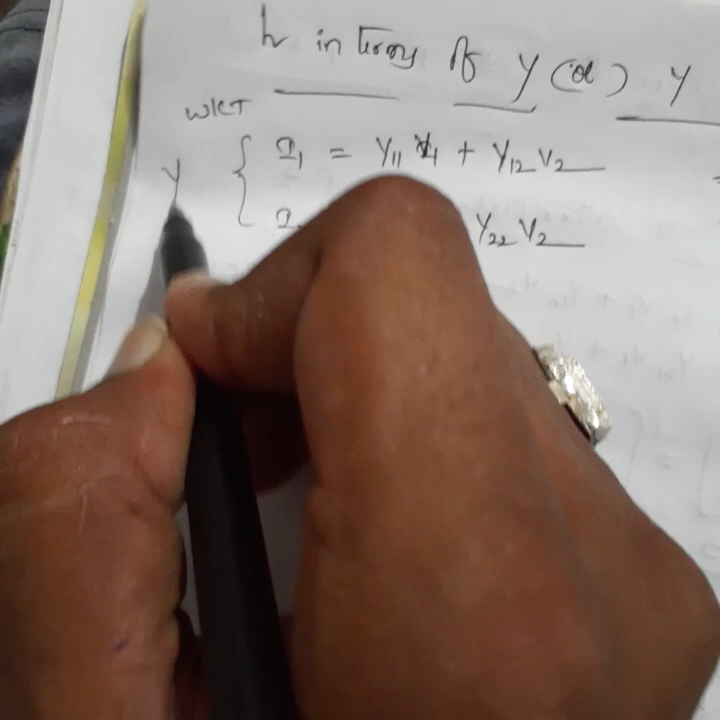 h in terms of Y (or) Y
WKT
Y { I1 = Y11 V1 + Y12 V2
I Y22 V2